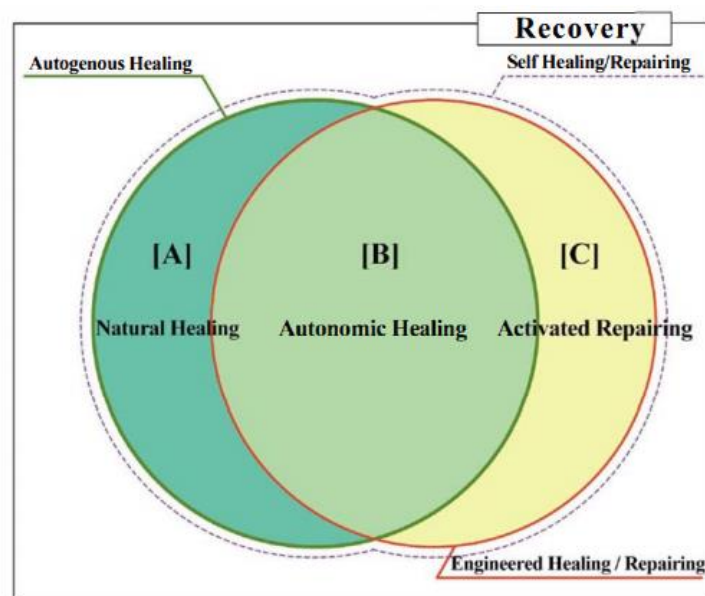 Recovery
Autogenous Healing
Self Healing/Repairing
[A]
[B]
[C]
Natural Healing
Autonomic Healing
Activated Repairing
Engineered Healing / Repairing